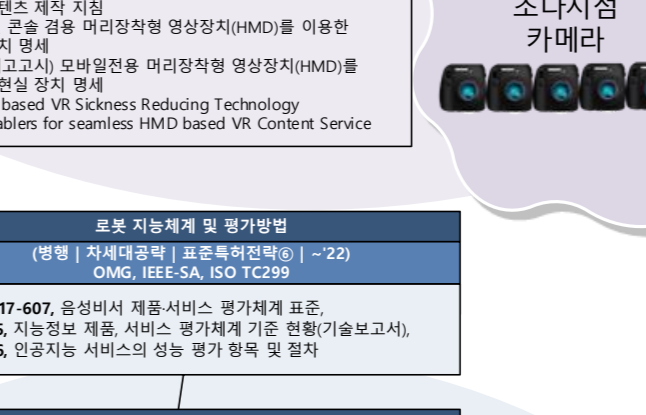 텐츠 제작 지침
콘솔 겸용 머리장착형 영상장치(HMD)를 이용한
치 명세
고고시) 모바일전용 머리장착형 영상장치(HMD)를
현실 장치 명세
based VR Sickness Reducing Technology
ablers for seamless HMD based VR Content Service
초다시점
카메라
로봇 지능체계 및 평가방법
(병행 | 차세대공략 | 표준특허전략⑥ | ~'22)
OMG, IEEE-SA, ISO TC299
17-607, 음성비서 제품·서비스 평가체계 표준,
지능정보 제품, 서비스 평가체계 기준 현황(기술보고서),
인공지능 서비스의 성능 평가 항목 및 절차